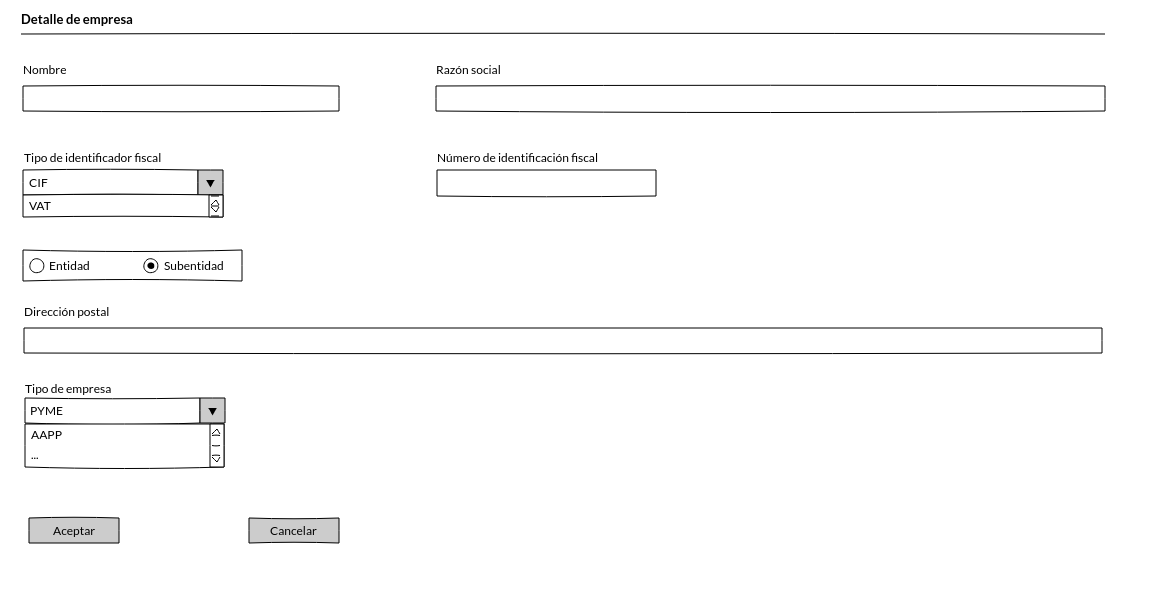 Detalle de empresa
Nombre
Razón social
Tipo de identificador fiscal
Número de identificación fiscal
CIF
VAT
Entidad
Subentidad
Dirección postal
Tipo de empresa
PYME
AAPP
...
Aceptar
Cancelar